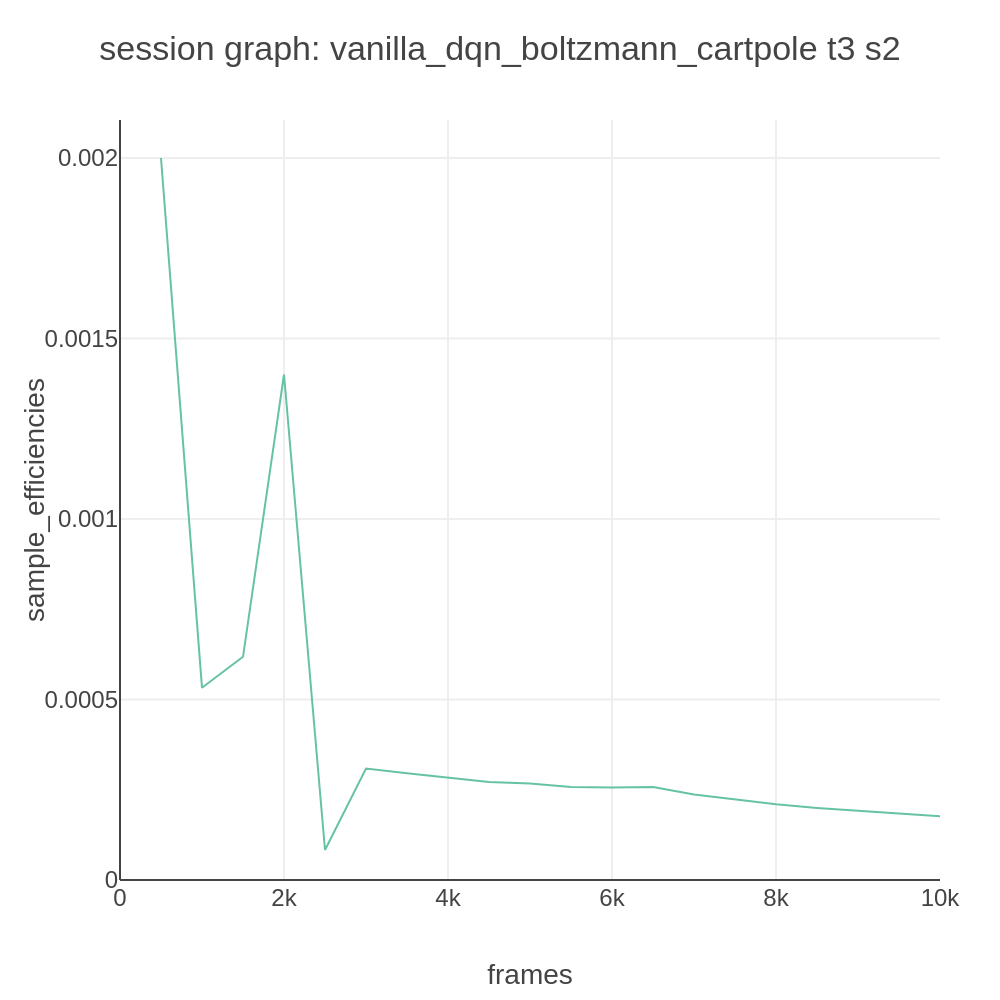 session graph: vanilla_dqn_boltzmann_cartpole t3 s2
sample_efficiencies
0.002
0.0015
0.001
0.0005
0
0
2k
4k
6k
8k
10k
frames